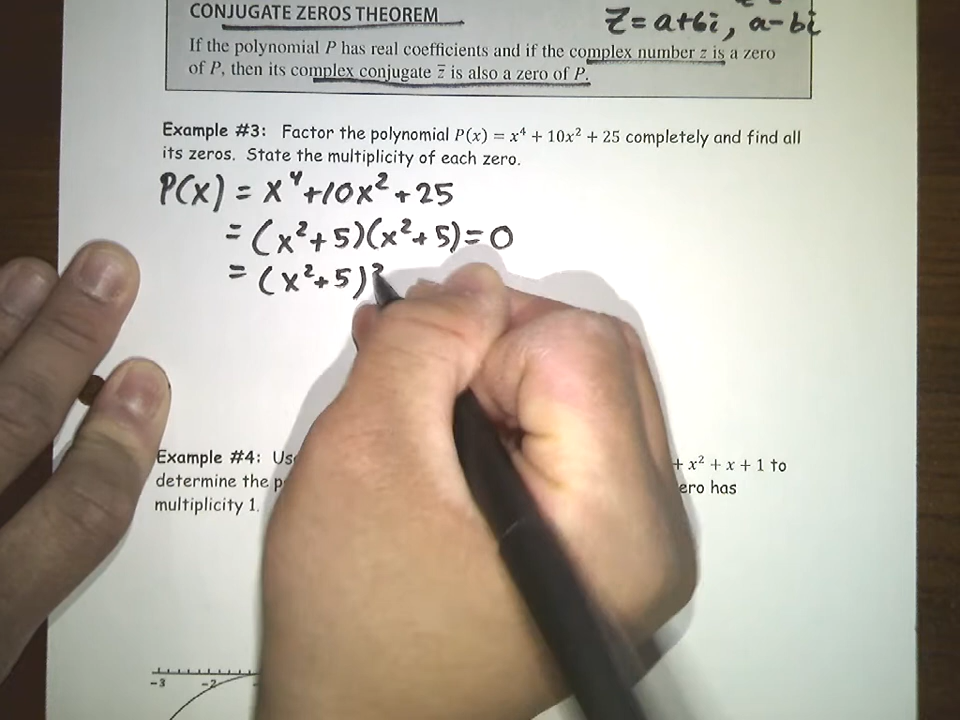 CONJUGATE ZEROS THEOREM
z = a+bi, a-bi
If the polynomial P has real coefficients and if the complex number z is a zero
of P, then its complex conjugate z̄ is also a zero of P.
Example #3: Factor the polynomial P(x) = x⁴ + 10x² + 25 completely and find all
its zeros. State the multiplicity of each zero.
P(x) = x⁴+10x²+25
= (x²+5)(x²+5)=0
= (x²+5)²
Example #4: + x² + x + 1 to
determine the has
multiplicity 1.
-3 -2